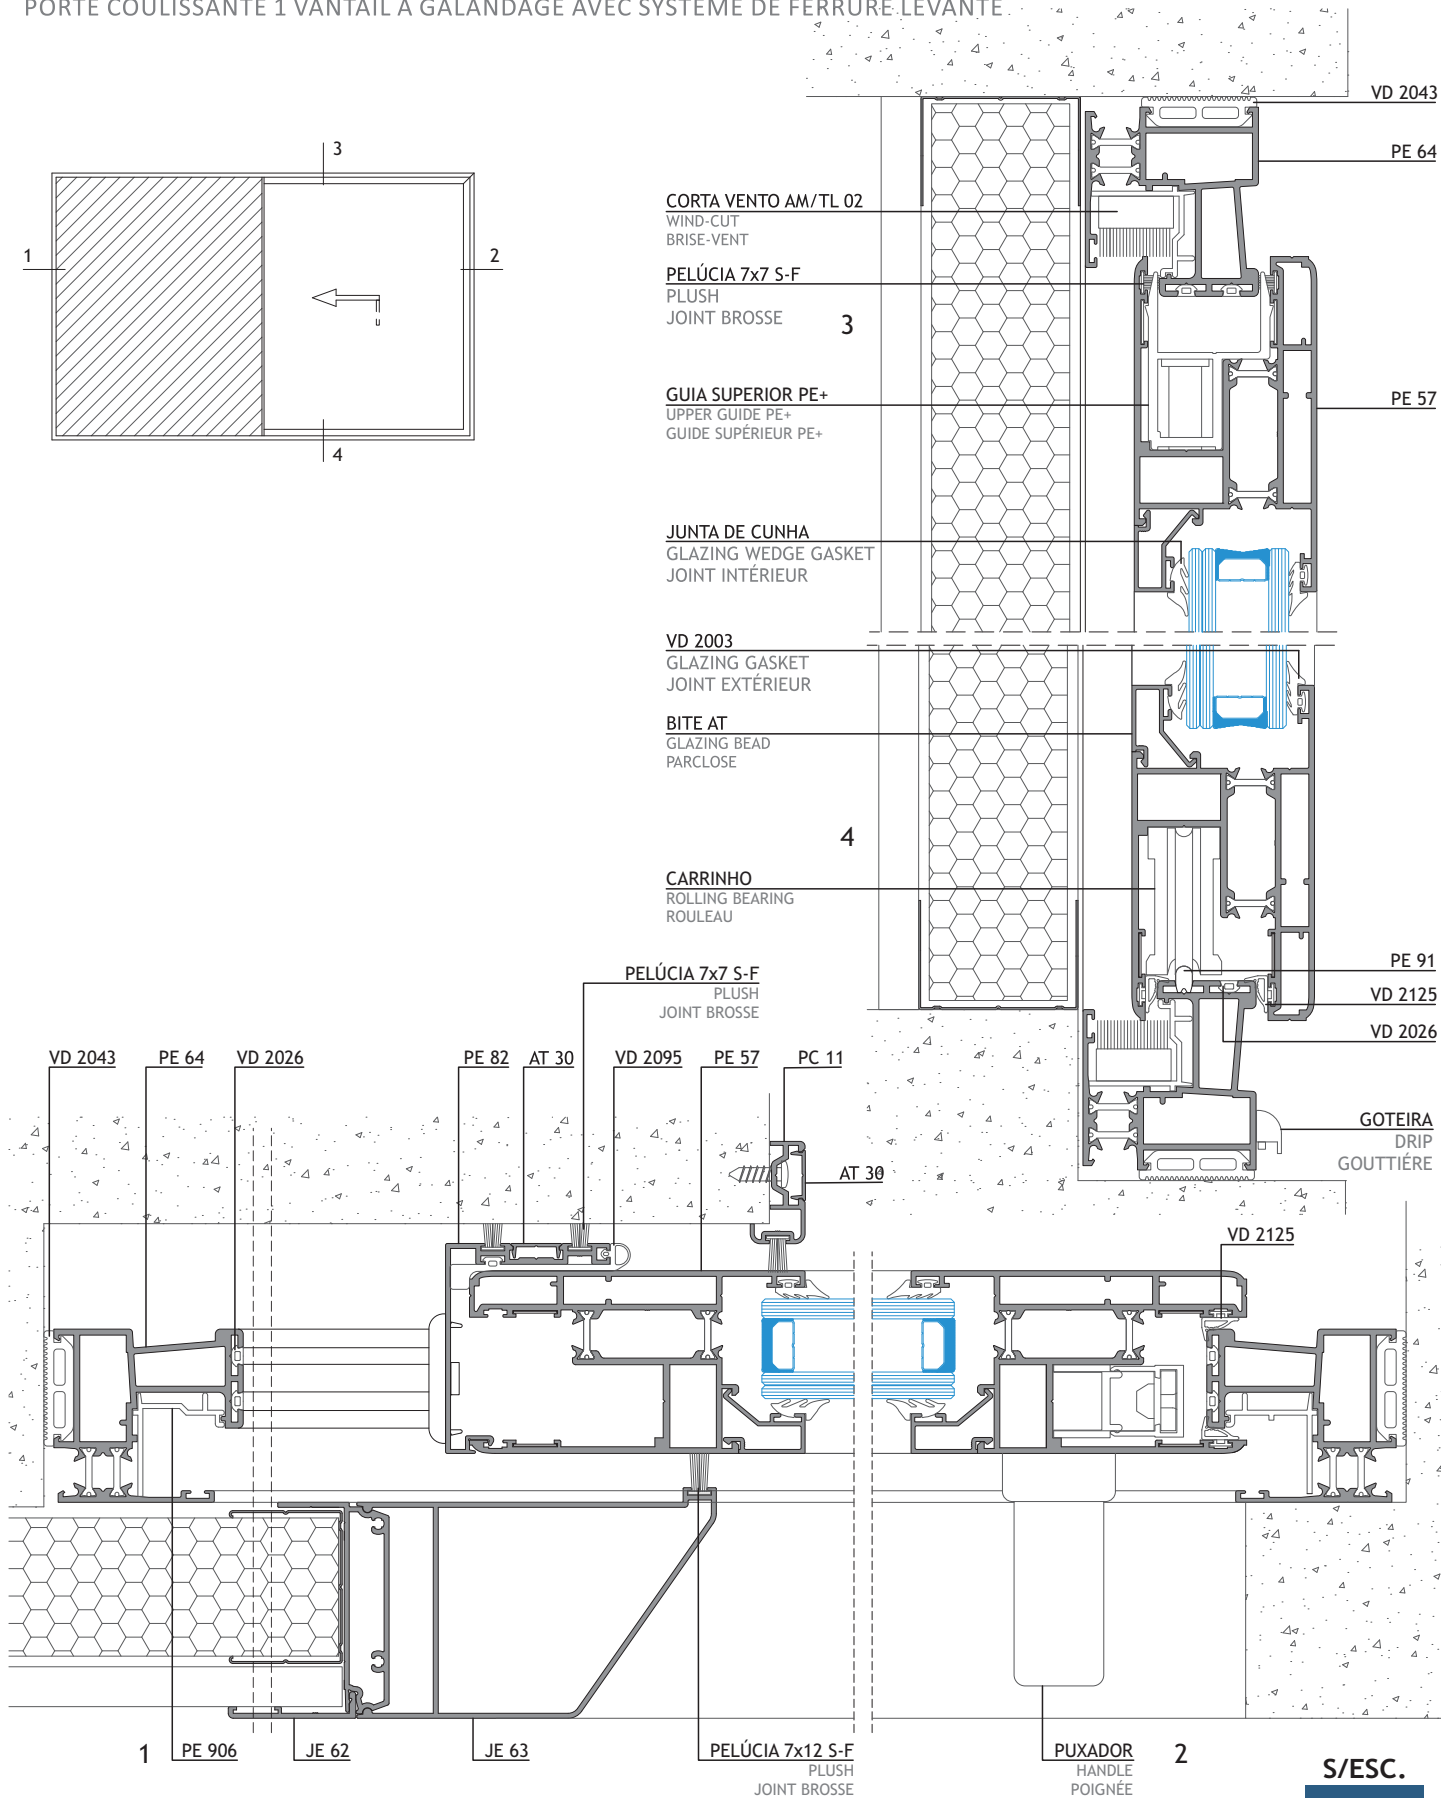 PORTE COULISSANTE 1 VANTAIL À GALANDAGE AVEC SYSTÈME DE FERRURE LEVANTE
3
1
2
4
VD 2043
PE 64
CORTA VENTO AM/TL 02
WIND-CUT
BRISE-VENT
PELÚCIA 7x7 S-F
PLUSH
JOINT BROSSE
3
GUIA SUPERIOR PE+
UPPER GUIDE PE+
GUIDE SUPÉRIEUR PE+
PE 57
JUNTA DE CUNHA
GLAZING WEDGE GASKET
JOINT INTÉRIEUR
VD 2003
GLAZING GASKET
JOINT EXTÉRIEUR
BITE AT
GLAZING BEAD
PARCLOSE
4
CARRINHO
ROLLING BEARING
ROULEAU
PE 91
VD 2125
VD 2026
GOTEIRA
DRIP
GOUTTIÉRE
PELÚCIA 7x7 S-F
PLUSH
JOINT BROSSE
VD 2043
PE 64
VD 2026
PE 82
AT 30
VD 2095
PE 57
PC 11
AT 30
VD 2125
1
PE 906
JE 62
JE 63
PELÚCIA 7x12 S-F
PLUSH
JOINT BROSSE
PUXADOR
HANDLE
POIGNÉE
2
S/ESC.